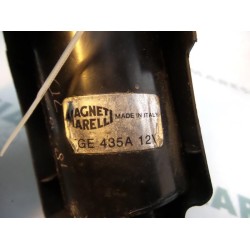 MAGNETI
MARELLI
MADE IN ITALY
GE 435A 12V